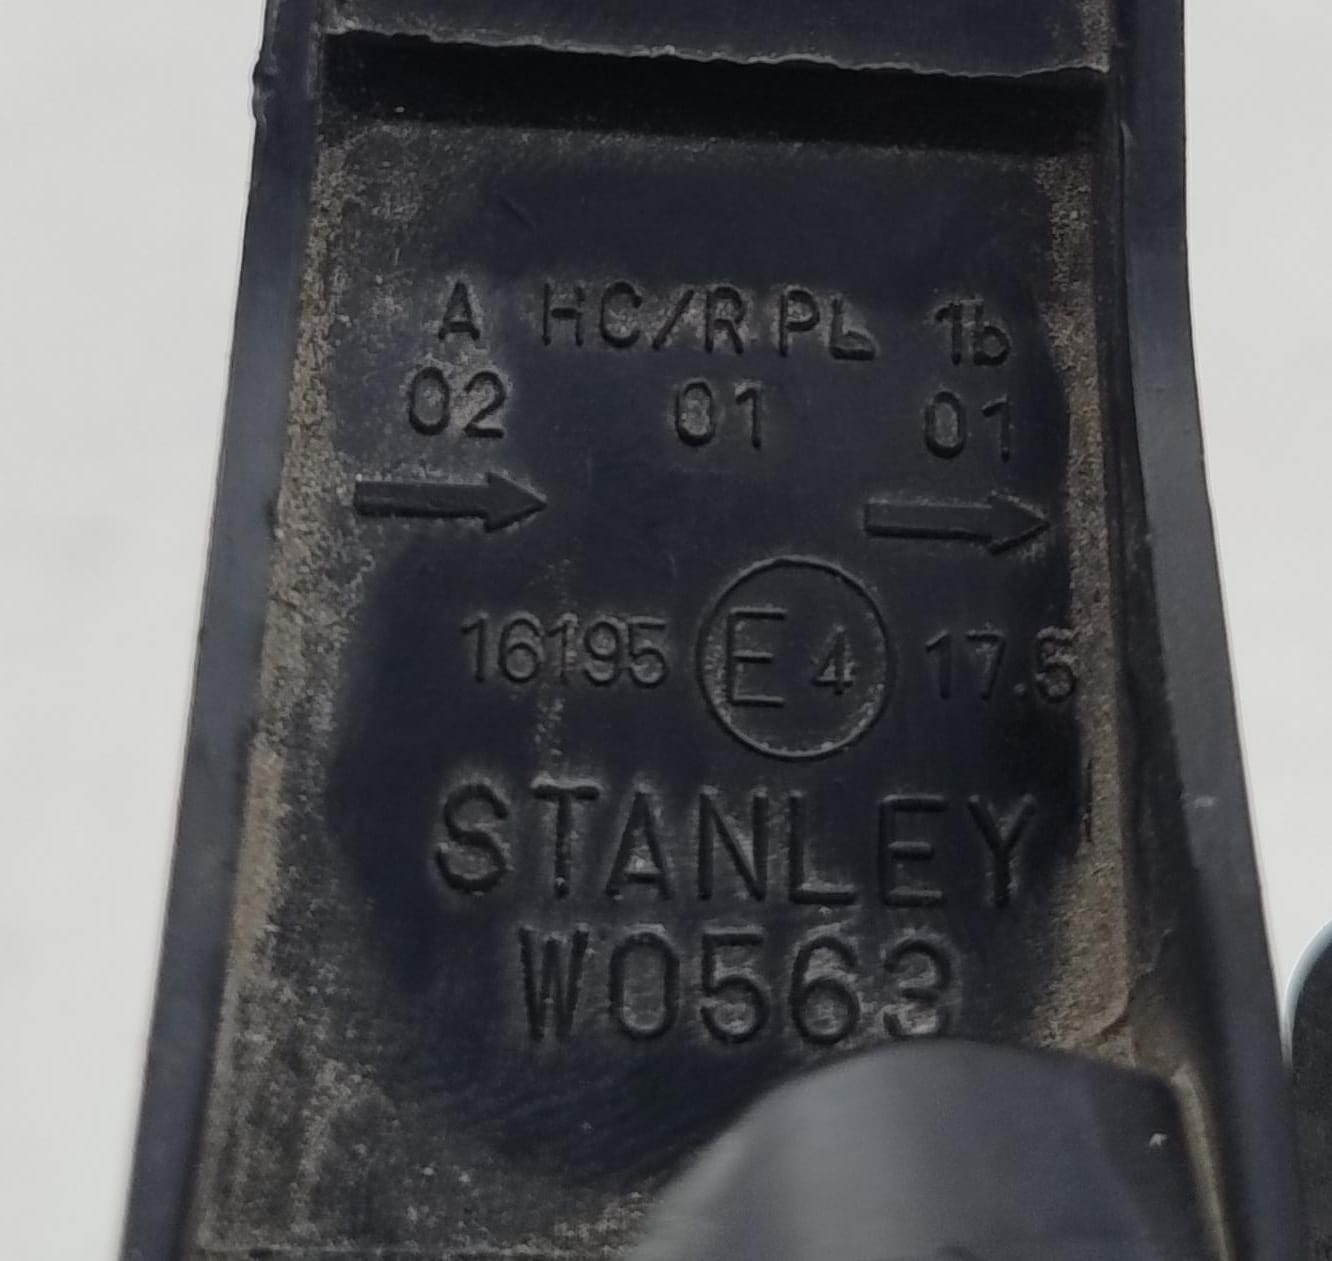 A HC/R PL 1b
02 01 01
→ →
16195 E4 17.5
STANLEY
W0563